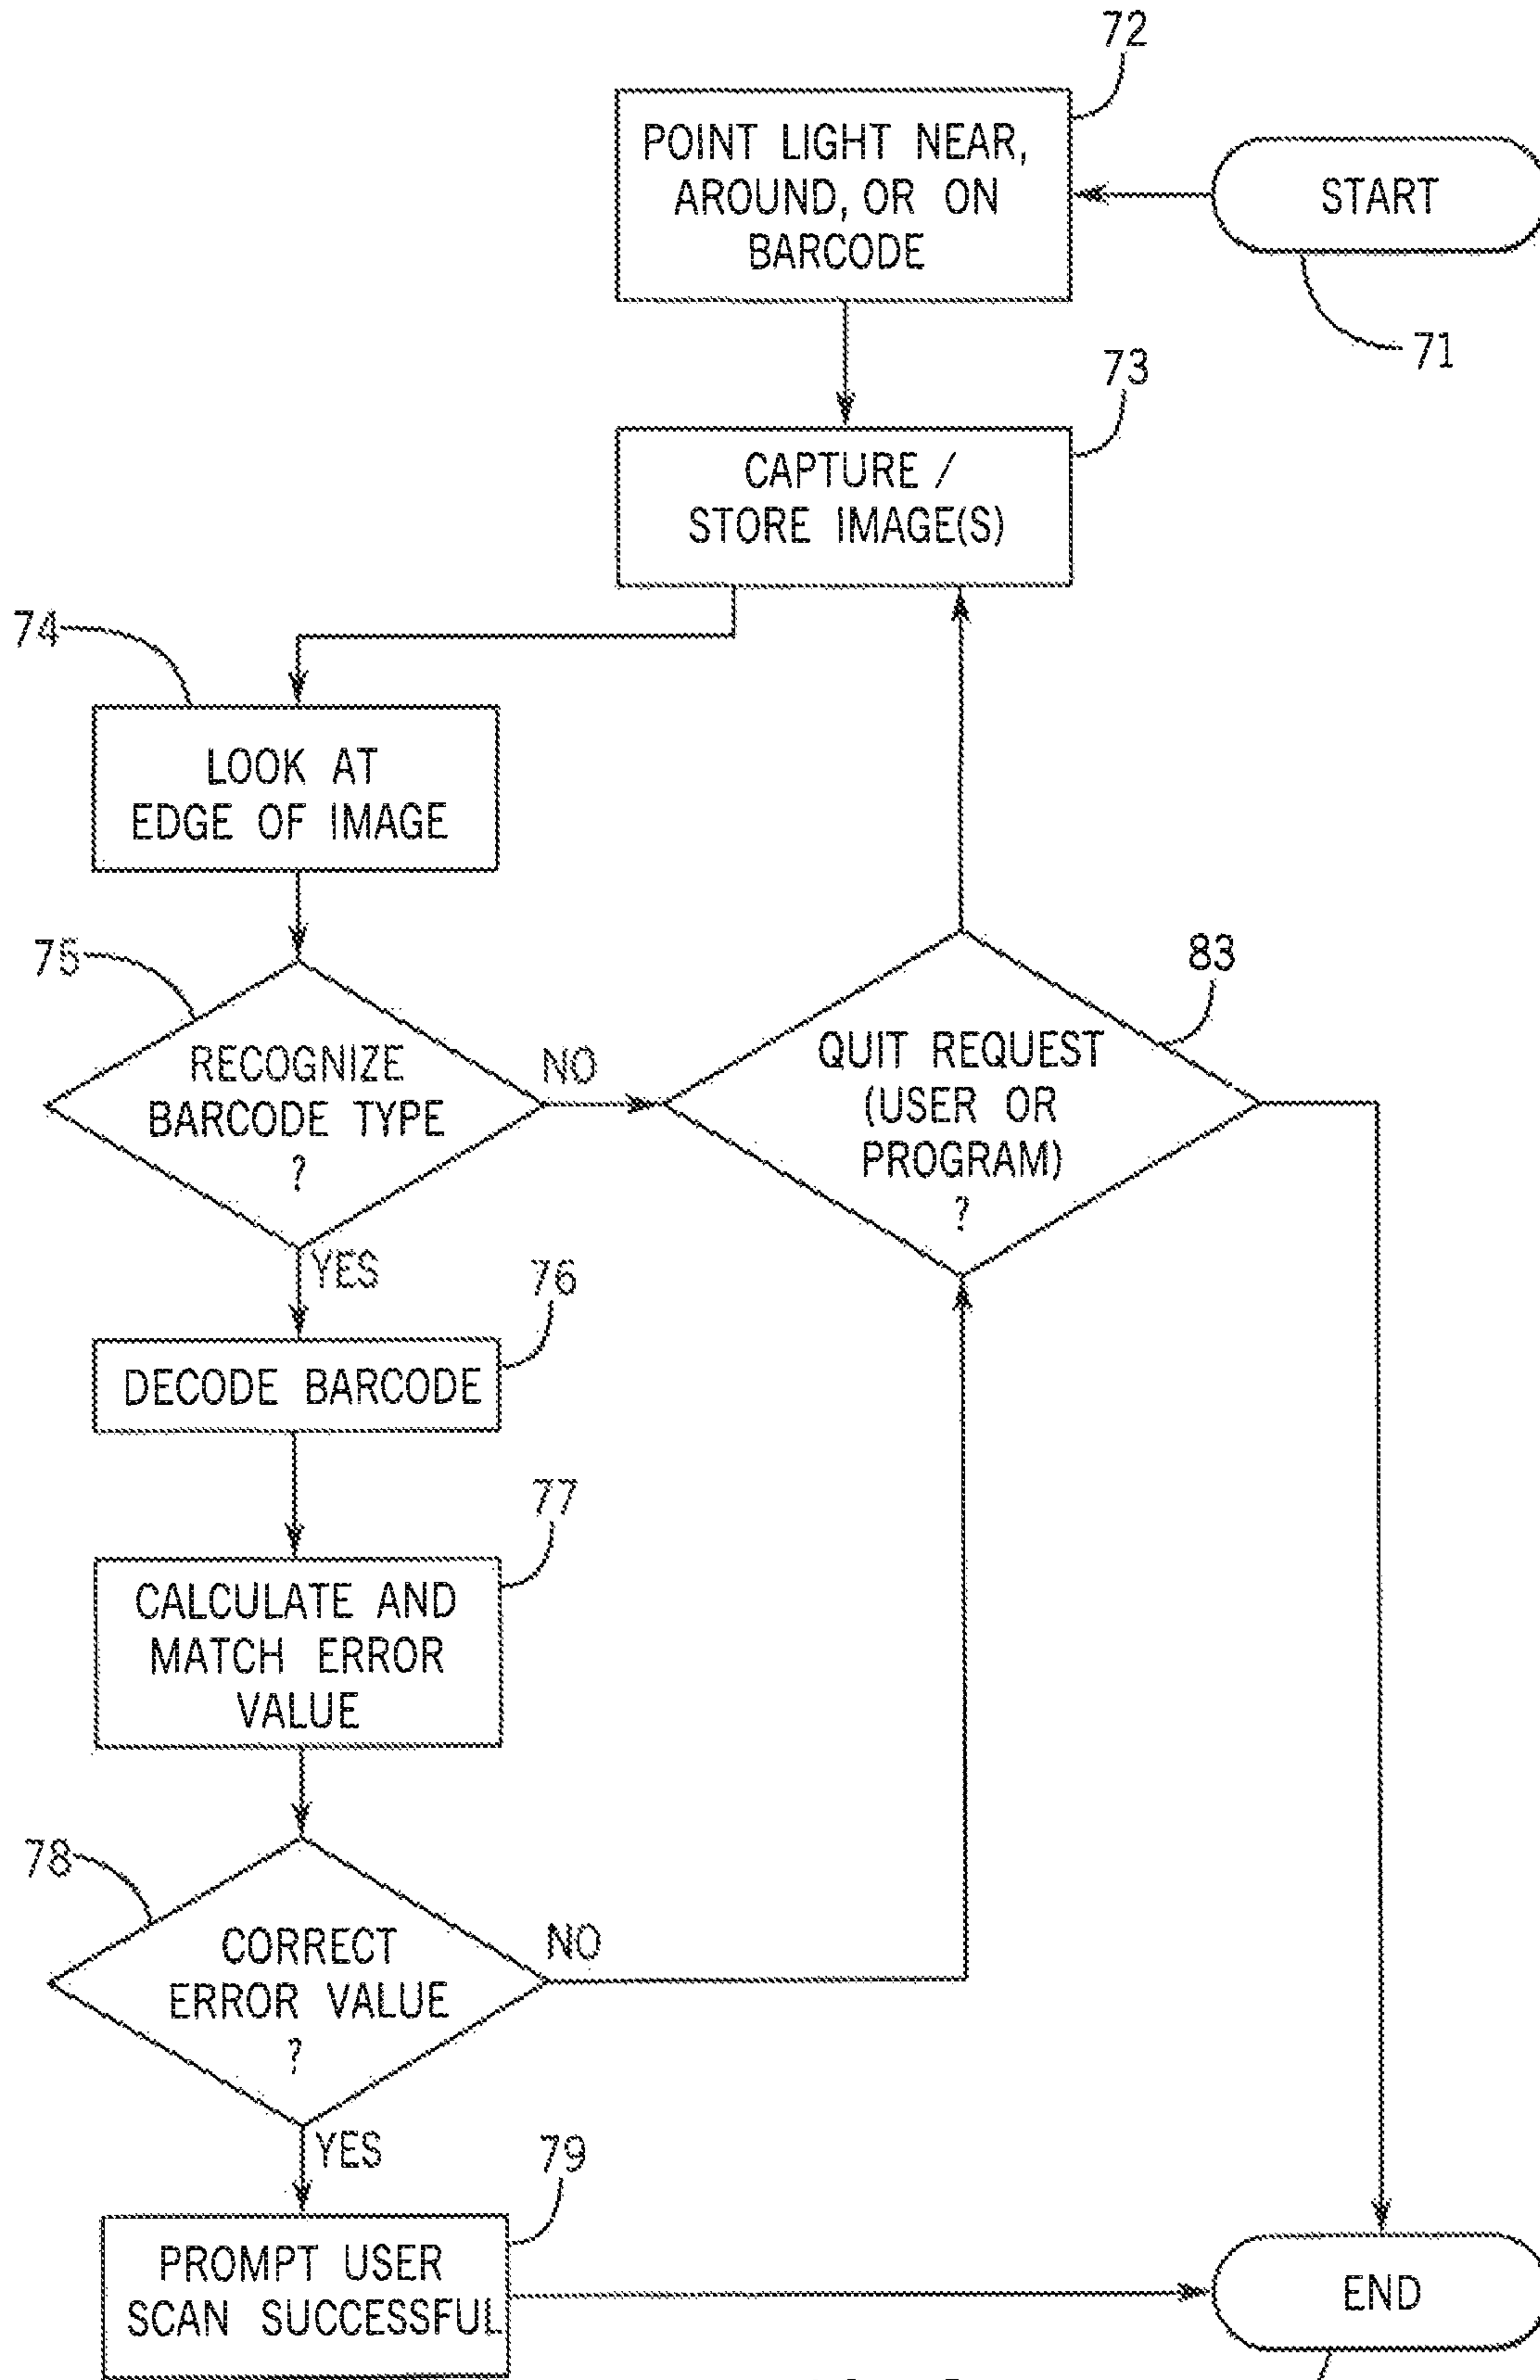 72
POINT LIGHT NEAR,
AROUND, OR ON
BARCODE
START
71
73
CAPTURE /
STORE IMAGE(S)
74
LOOK AT
EDGE OF IMAGE
75
RECOGNIZE
BARCODE TYPE
?
NO
YES
83
QUIT REQUEST
(USER OR
PROGRAM)
?
76
DECODE BARCODE
77
CALCULATE AND
MATCH ERROR
VALUE
78
CORRECT
ERROR VALUE
?
NO
YES
79
PROMPT USER
SCAN SUCCESSFUL
END